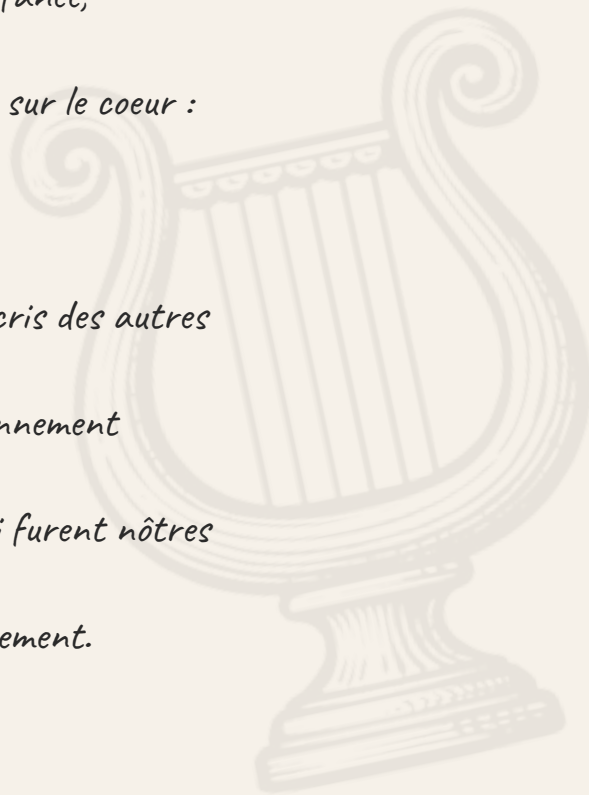 fance,
sur le coeur :
cris des autres
nnement
i furent nôtres
ement.